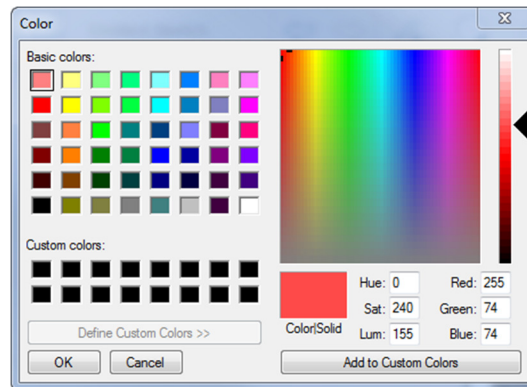 Color
Basic colors:
Custom colors:
Define Custom Colors >>
OK Cancel
Color|Solid
Hue: 0 Red: 255
Sat: 240 Green: 74
Lum: 155 Blue: 74
Add to Custom Colors